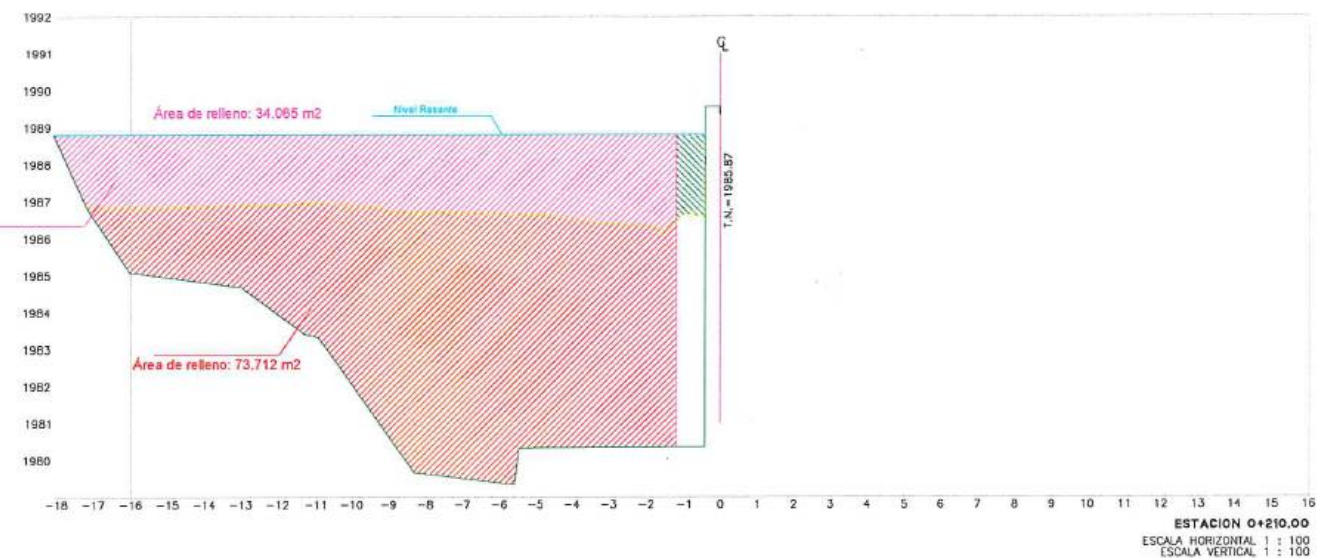 1992
1991
℄
1990
Área de relleno: 34.065 m2
Nivel Rasante
1989
1988
T.N.=1985.87
1987
1986
1985
1984
1983
Área de relleno: 73.712 m2
1982
1981
1980
-18 -17 -16 -15 -14 -13 -12 -11 -10 -9 -8 -7 -6 -5 -4 -3 -2 -1 0 1 2 3 4 5 6 7 8 9 10 11 12 13 14 15 16
ESTACION 0+210.00
ESCALA HORIZONTAL 1 : 100
ESCALA VERTICAL 1 : 100